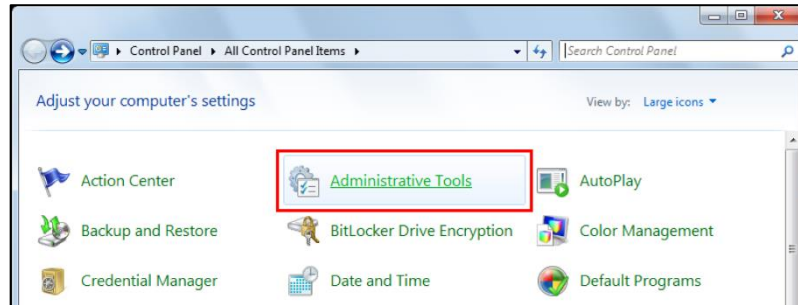 Control Panel All Control Panel Items Search Control Panel
Adjust your computer's settings View by: Large icons
Action Center Administrative Tools AutoPlay
Backup and Restore BitLocker Drive Encryption Color Management
Credential Manager Date and Time Default Programs